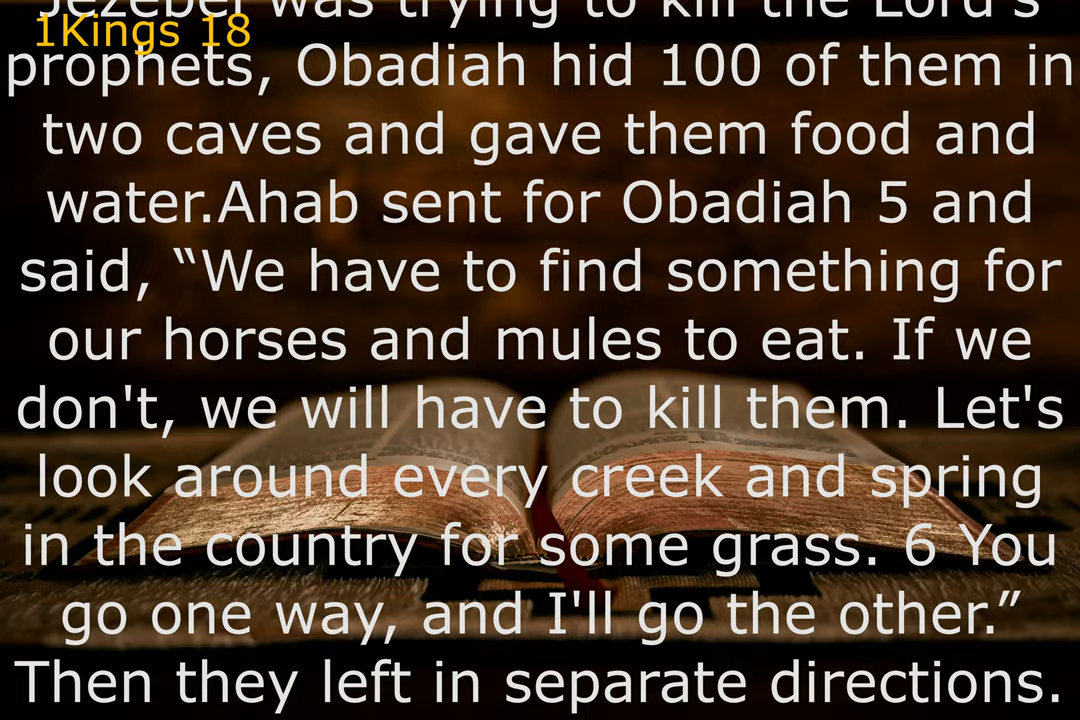 Jezebel was trying to kill the Lord's
1Kings 18
prophets, Obadiah hid 100 of them in
two caves and gave them food and
water.Ahab sent for Obadiah 5 and
said, “We have to find something for
our horses and mules to eat. If we
don't, we will have to kill them. Let's
look around every creek and spring
in the country for some grass. 6 You
go one way, and I'll go the other.”
Then they left in separate directions.